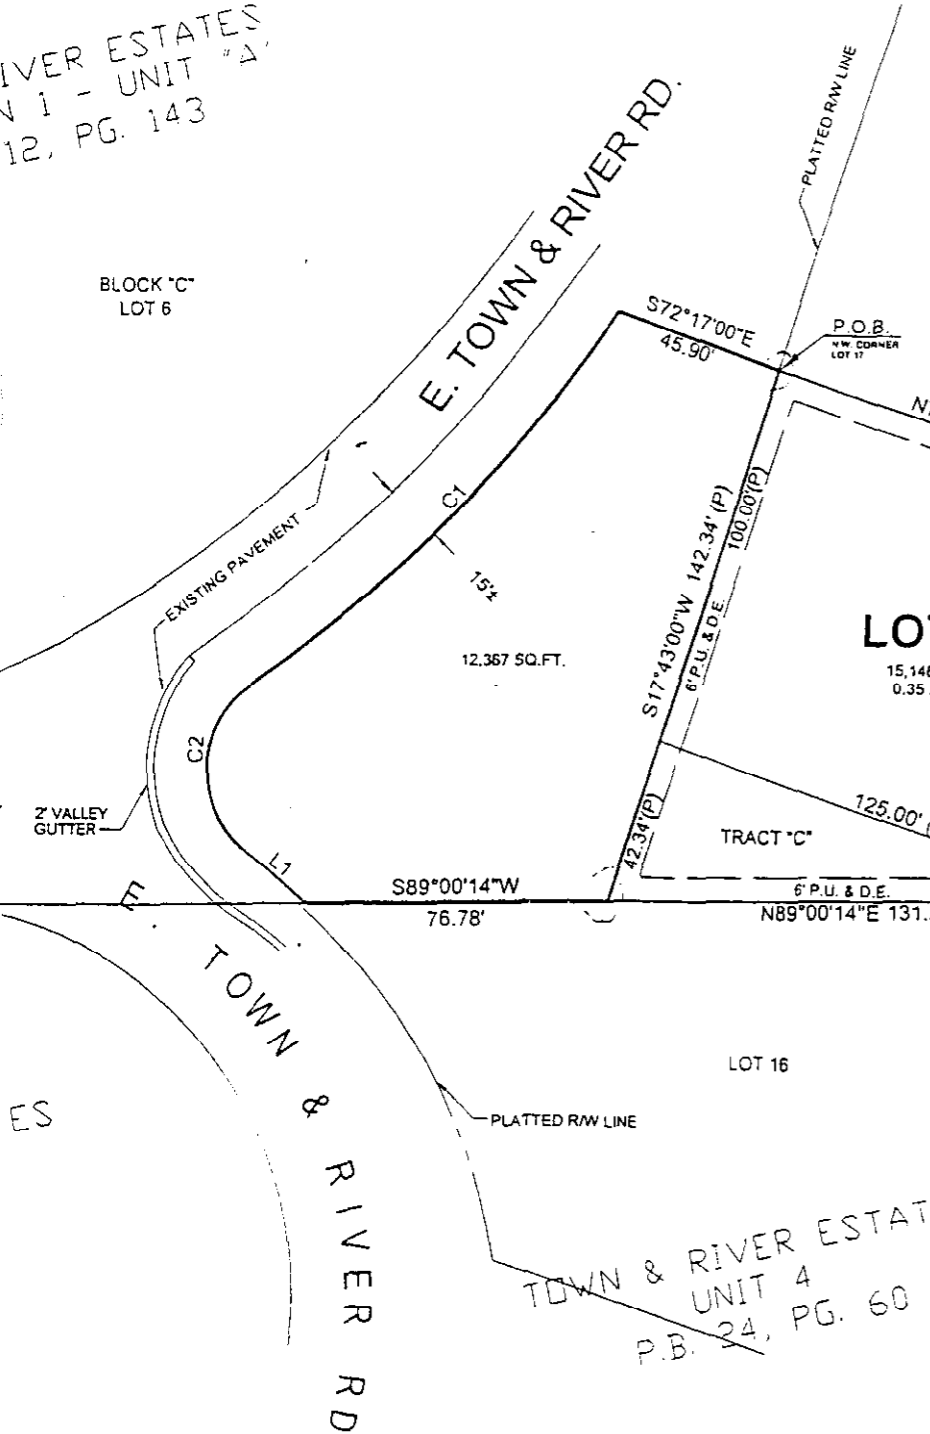 IVER ESTATES
N 1 - UNIT "A"
12, PG. 143
BLOCK "C"
LOT 6
E. TOWN & RIVER RD.
PLATTED R/W LINE
S72°17'00"E
45.90'
P.O.B.
N.W. CORNER
LOT 17
C1
EXISTING PAVEMENT
15'±
12,367 SQ.FT.
S17°43'00"W 142.34' (P)
100.00'(P)
6' P.U. & D.E.
LO
15,146
0.35
C2
2' VALLEY
GUTTER
L1
42.34'(P)
125.00'
TRACT "C"
S89°00'14"W
76.78'
6' P.U. & D.E.
N89°00'14"E 131.
E. TOWN & RIVER RD
LOT 16
PLATTED R/W LINE
ES
TOWN & RIVER ESTAT
UNIT 4
P.B. 24, PG. 60